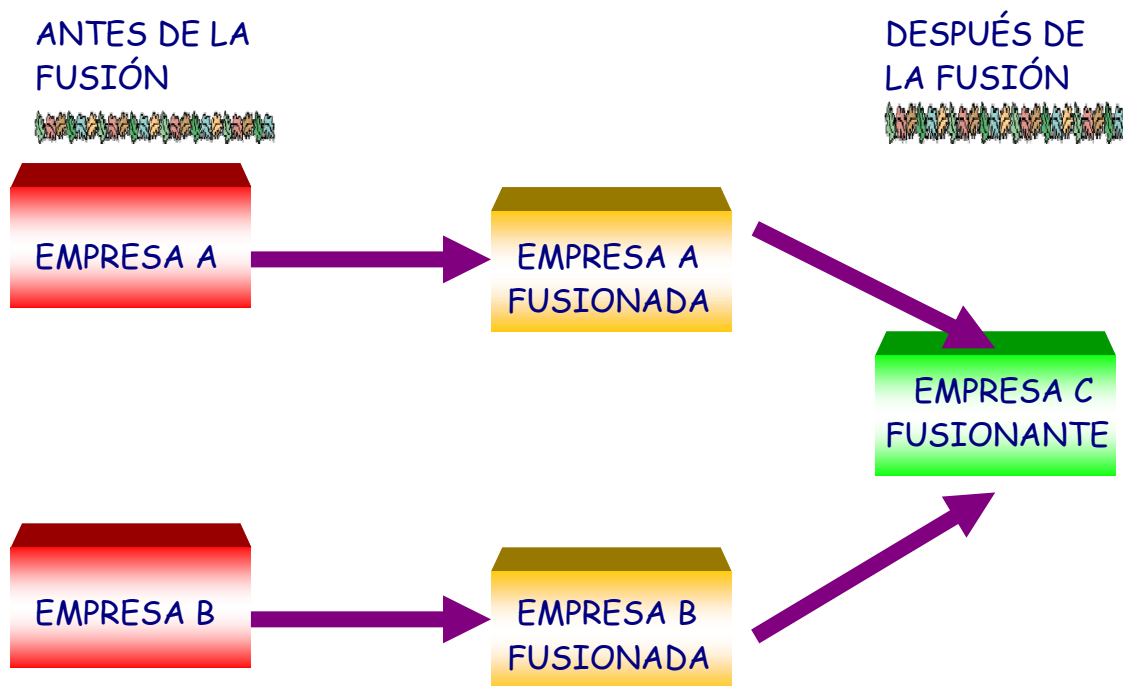 ANTES DE LA
FUSIÓN
DESPUÉS DE
LA FUSIÓN
EMPRESA A
EMPRESA A
FUSIONADA
EMPRESA C
FUSIONANTE
EMPRESA B
EMPRESA B
FUSIONADA